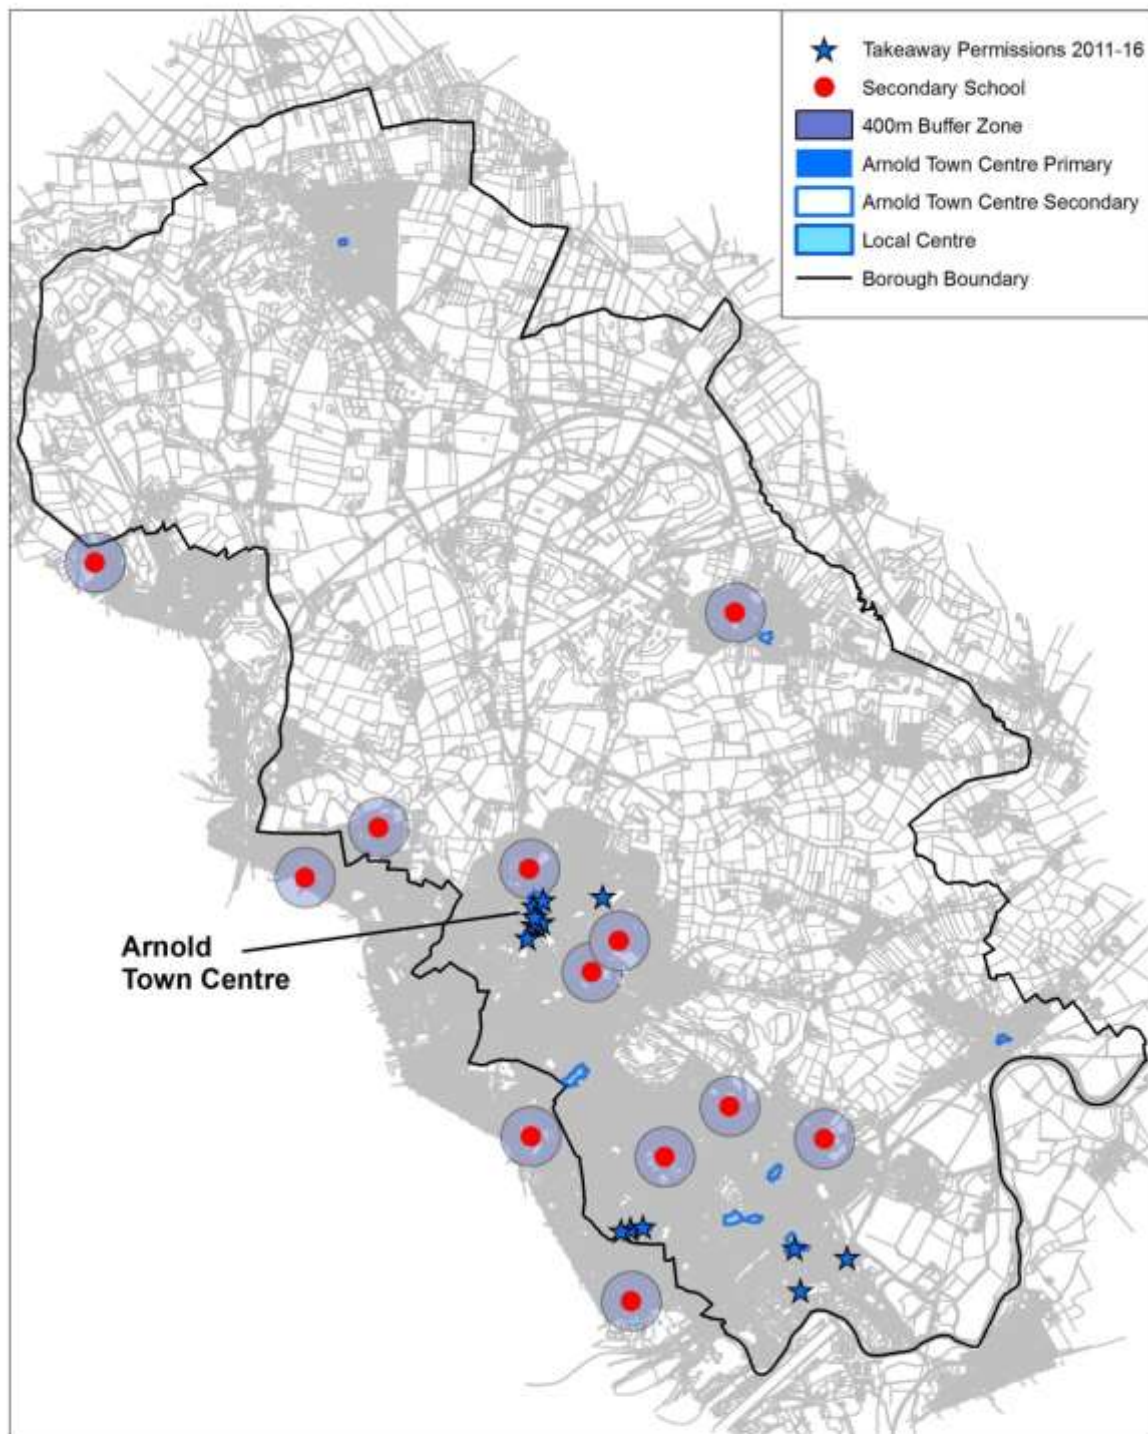 Takeaway Permissions 2011-16
Secondary School
400m Buffer Zone
Arnold Town Centre Primary
Arnold Town Centre Secondary
Local Centre
Borough Boundary
Arnold
Town Centre